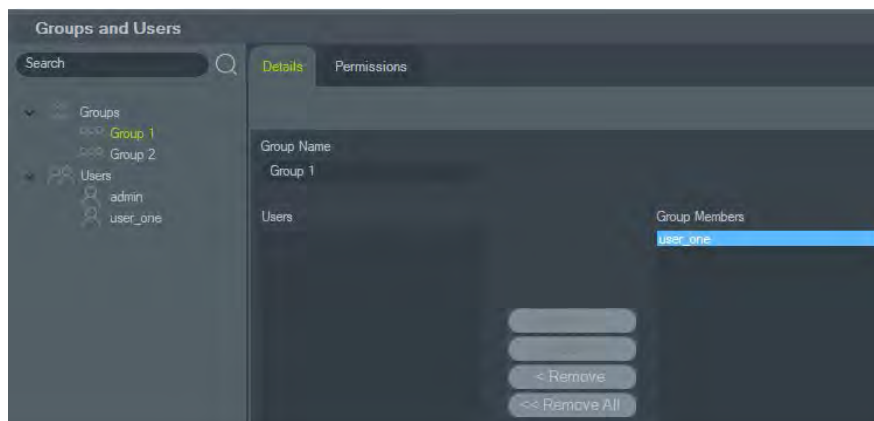 Groups and Users
Search
Details
Permissions
Groups
Group 1
Group 2
Users
admin
user_one
Group Name
Group 1
Users
Group Members
user_one
< Remove
<< Remove All